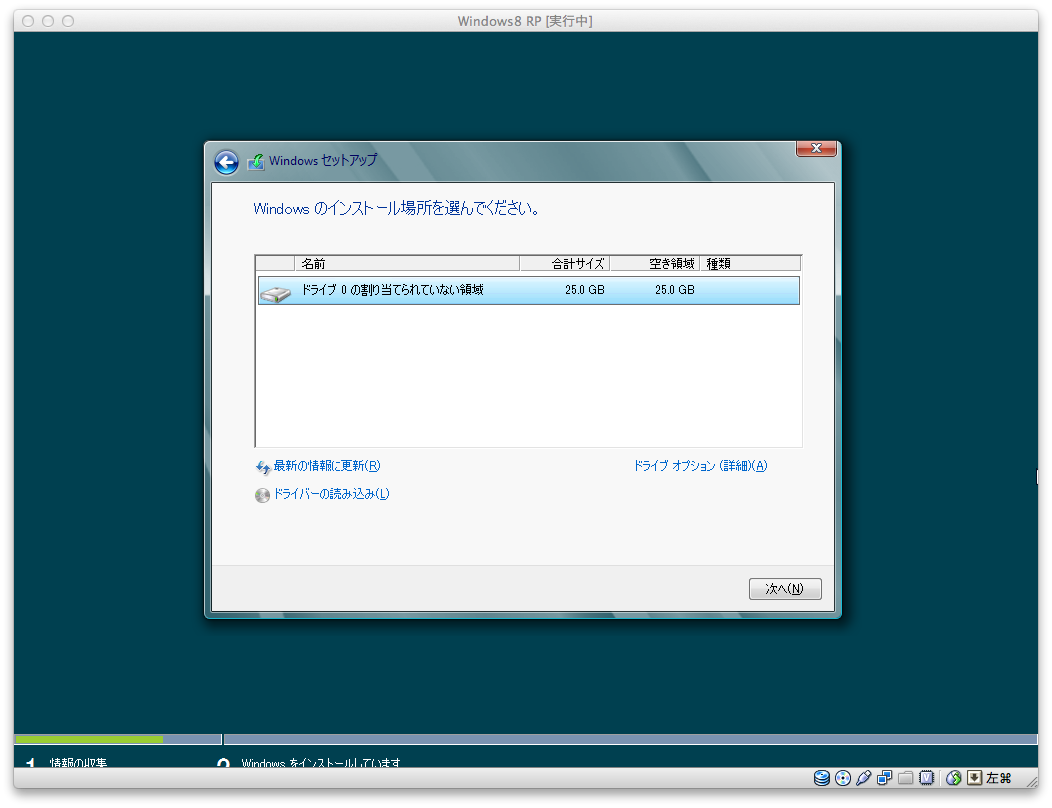 Windows8 RP [実行中]
Windows セットアップ
Windows のインストール場所を選んでください。
名前 合計サイズ 空き領域 種類
ドライブ 0 の割り当てられていない領域 25.0 GB 25.0 GB
最新の情報に更新(R) ドライブ オプション (詳細)(A)
ドライバーの読み込み(L)
次へ(N)
1 情報の収集 2 Windows をインストールしています
左⌘